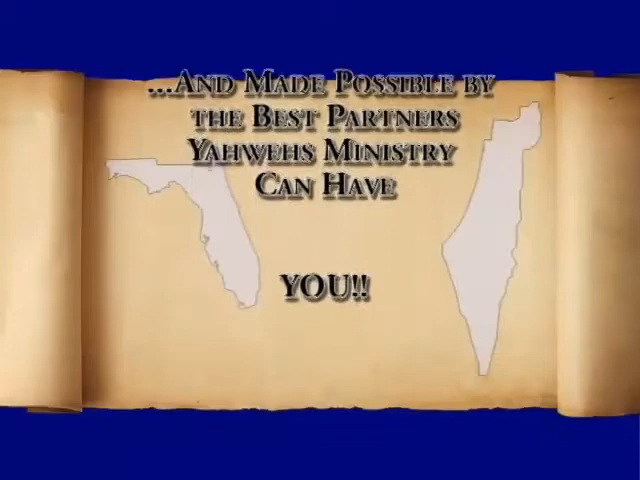 ...And Made Possible by
the Best Partners
Yahwehs Ministry
Can Have
YOU!!